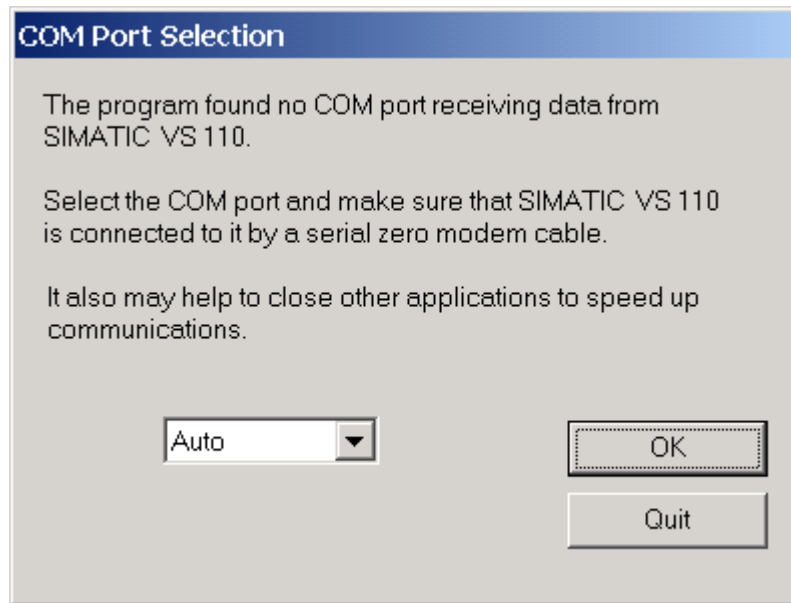 COM Port Selection
The program found no COM port receiving data from
SIMATIC VS 110.
Select the COM port and make sure that SIMATIC VS 110
is connected to it by a serial zero modem cable.
It also may help to close other applications to speed up
communications.
Auto
OK
Quit